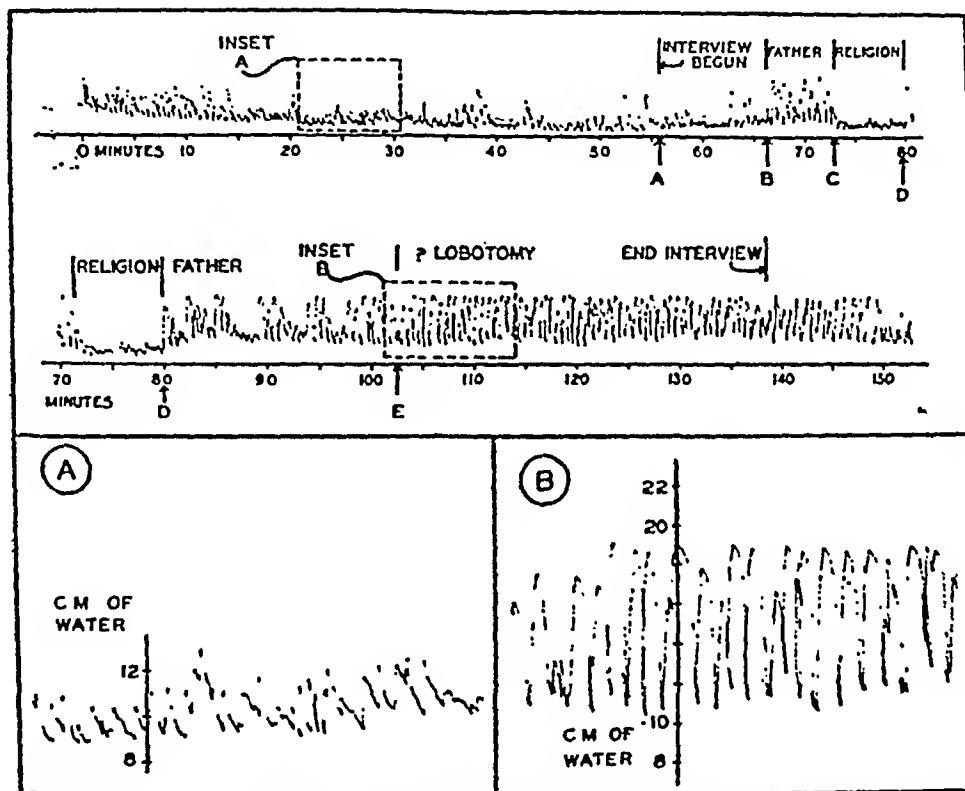 INSET
A
INTERVIEW
BEGUN
FATHER
RELIGION
0 MINUTES 10 20 30 40 50 60 70 80
A B C D
INSET
B
RELIGION
FATHER
? LOBOTOMY
END INTERVIEW
70 80 90 100 110 120 130 140 150
MINUTES
D E
A
CM OF
WATER
12
8
B
22
20
10
8
CM OF
WATER